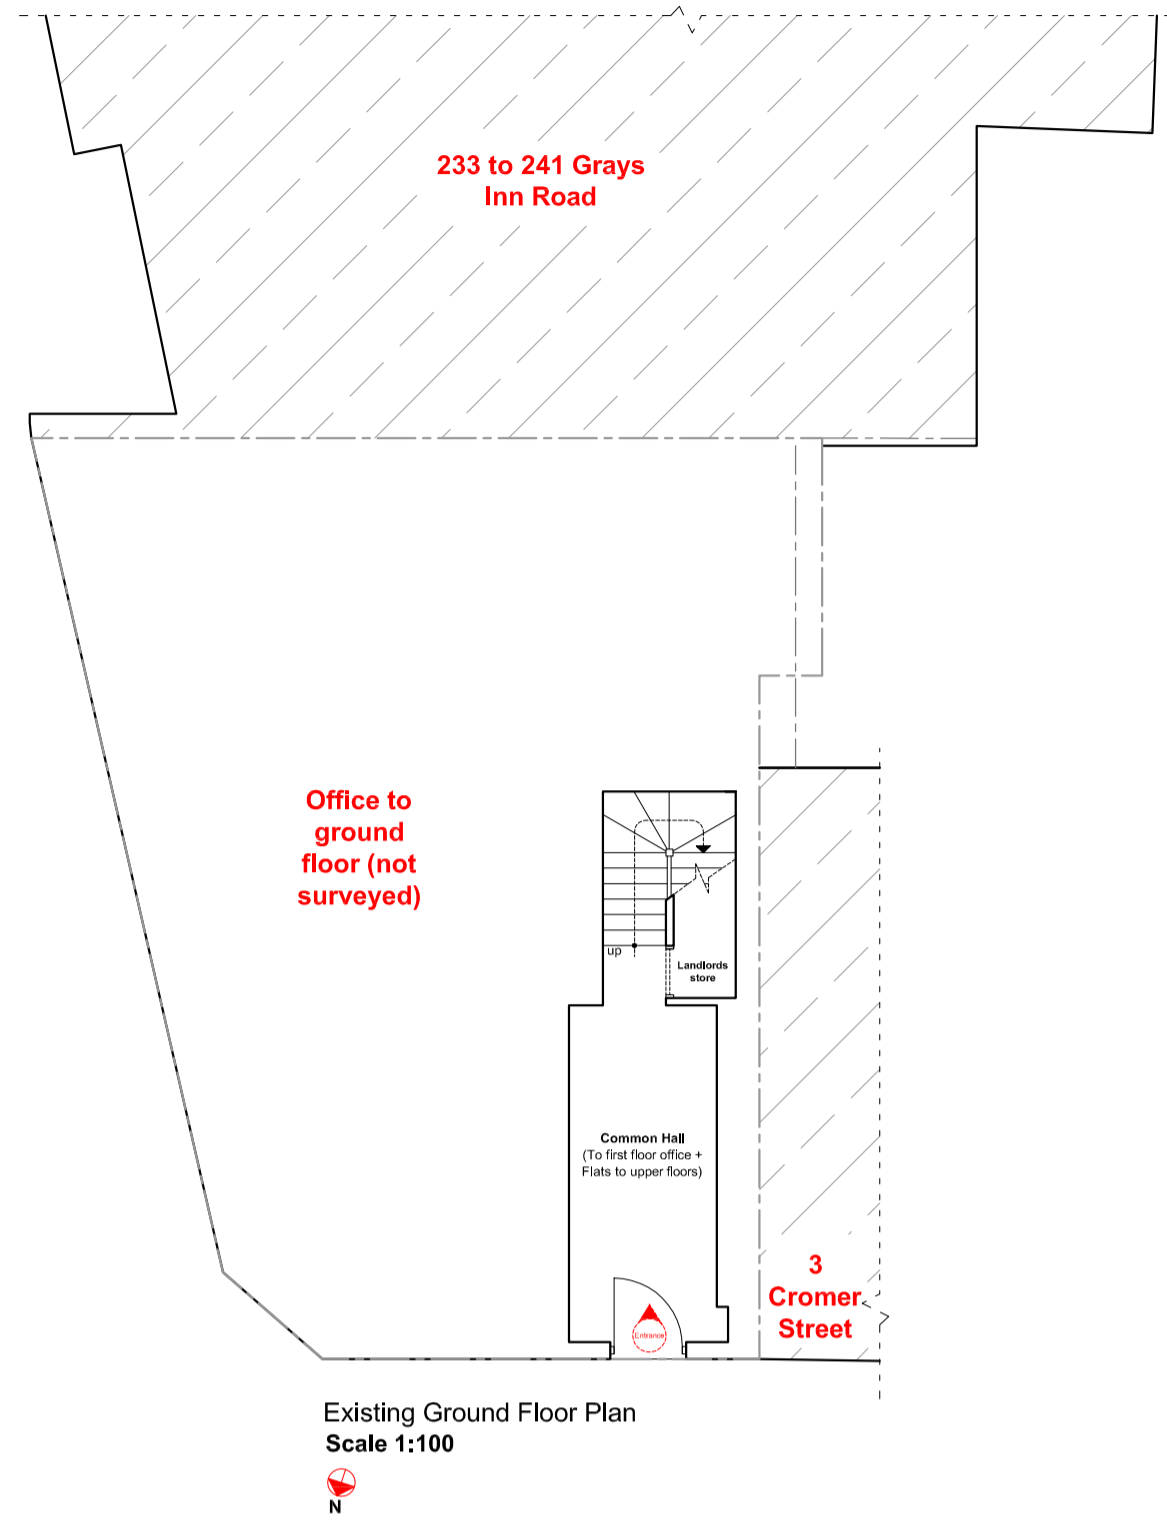 233 to 241 Grays
Inn Road
Office to
ground
floor (not
surveyed)
up
Landlords
store
Common Hall
(To first floor office +
Flats to upper floors)
Entrance
3
Cromer
Street
Existing Ground Floor Plan
Scale 1:100
N